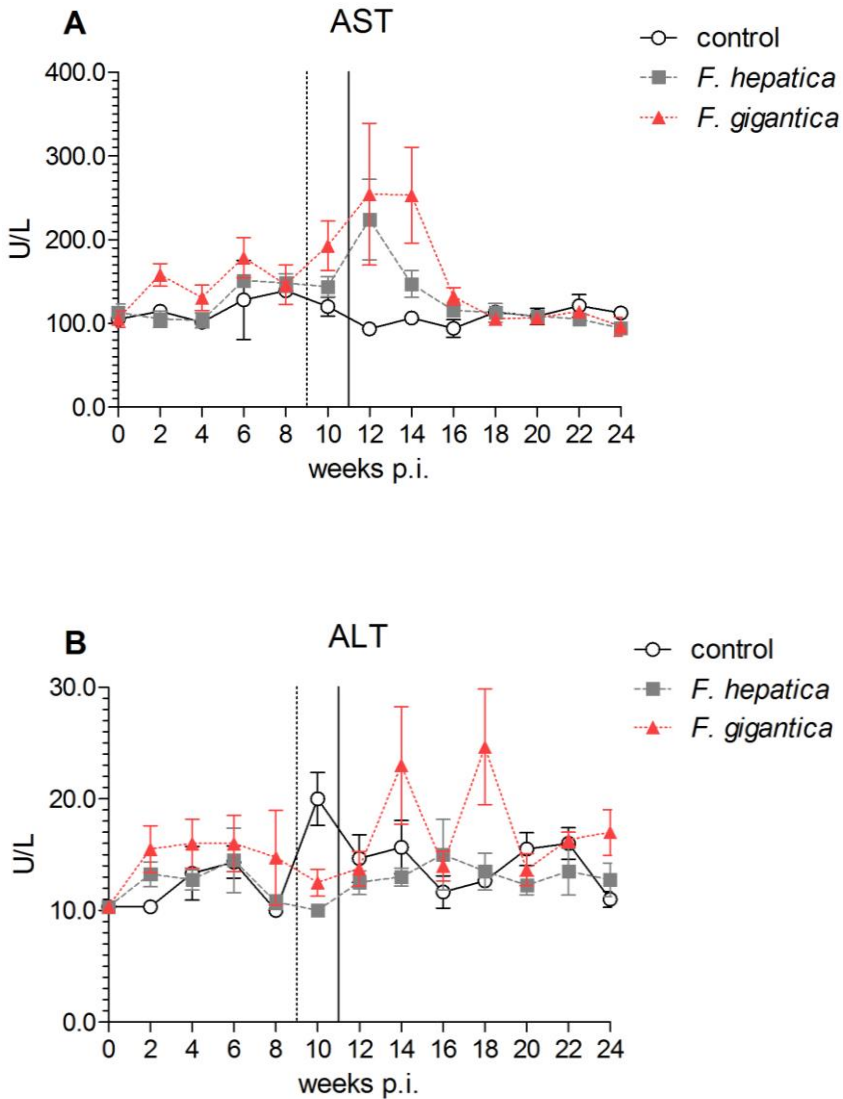 A
AST
control
F. hepatica
F. gigantica
400.0
300.0
200.0
100.0
0.0
U/L
0 2 4 6 8 10 12 14 16 18 20 22 24
weeks p.i.
B
ALT
control
F. hepatica
F. gigantica
30.0
20.0
10.0
0.0
U/L
0 2 4 6 8 10 12 14 16 18 20 22 24
weeks p.i.